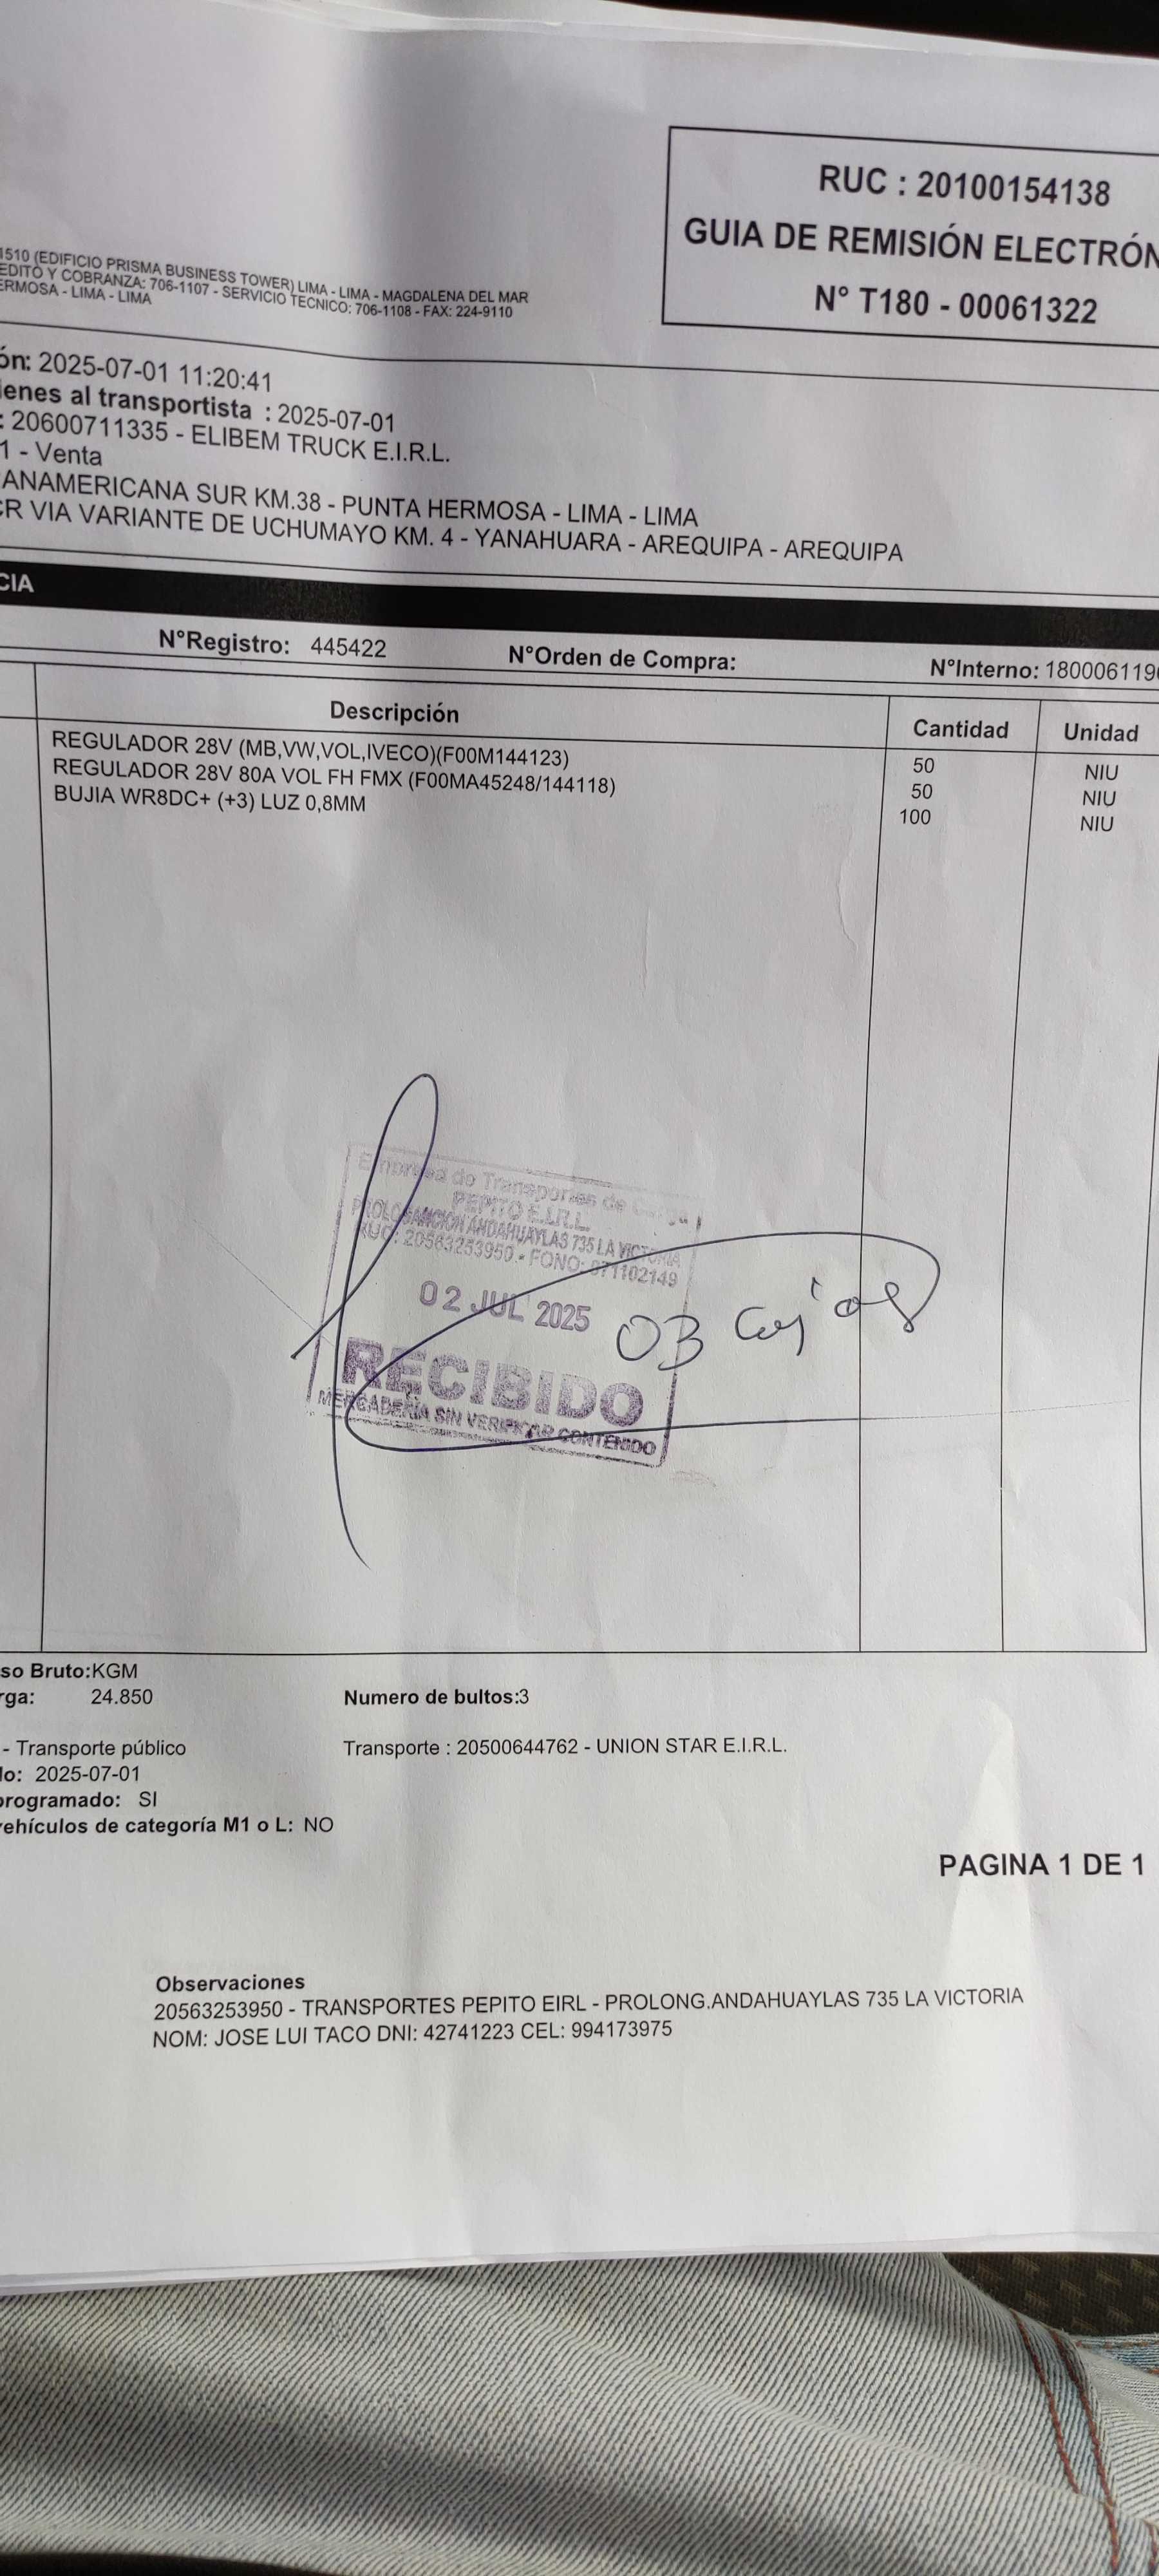 RUC : 20100154138
GUIA DE REMISIÓN ELECTRÓN
N° T180 - 00061322
1510 (EDIFICIO PRISMA BUSINESS TOWER) LIMA - LIMA - MAGDALENA DEL MAR
EDITO Y COBRANZA: 706-1107 - SERVICIO TECNICO: 706-1108 - FAX: 224-9110
ERMOSA - LIMA - LIMA
ón: 2025-07-01 11:20:41
ienes al transportista : 2025-07-01
: 20600711335 - ELIBEM TRUCK E.I.R.L.
1 - Venta
PANAMERICANA SUR KM.38 - PUNTA HERMOSA - LIMA - LIMA
CR VIA VARIANTE DE UCHUMAYO KM. 4 - YANAHUARA - AREQUIPA - AREQUIPA
CIA
N°Registro: 445422 N°Orden de Compra: N°Interno: 1800061190
Descripción Cantidad Unidad
REGULADOR 28V (MB,VW,VOL,IVECO)(F00M144123) 50 NIU
REGULADOR 28V 80A VOL FH FMX (F00MA45248/144118) 50 NIU
BUJIA WR8DC+ (+3) LUZ 0,8MM 100 NIU
Empresa de Transportes de Carga
PEPITO E.I.R.L.
PROLONGANCION ANDAHUAYLAS 735 LA VICTORIA
RUC: 20563253950 - FONO: 971102149
02 JUL 2025
03 Cajas
RECIBIDO
MERCADERÍA SIN VERIFICAR CONTENIDO
so Bruto:KGM
rga: 24.850 Numero de bultos:3
- Transporte público Transporte : 20500644762 - UNION STAR E.I.R.L.
do: 2025-07-01
programado: SI
vehículos de categoría M1 o L: NO
PAGINA 1 DE 1
Observaciones
20563253950 - TRANSPORTES PEPITO EIRL - PROLONG.ANDAHUAYLAS 735 LA VICTORIA
NOM: JOSE LUI TACO DNI: 42741223 CEL: 994173975